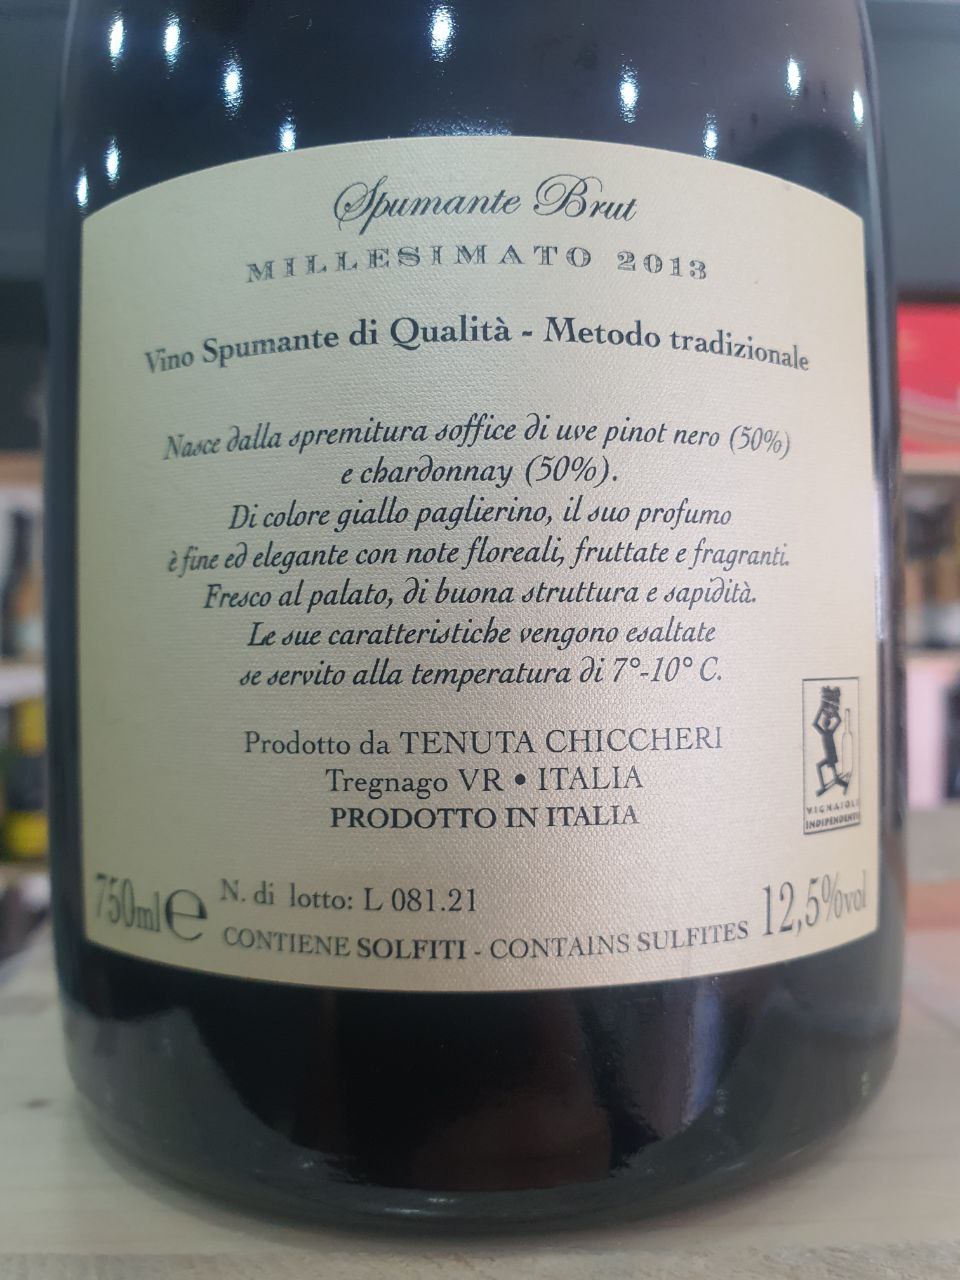 Spumante Brut
MILLESIMATO 2013
Vino Spumante di Qualità - Metodo tradizionale
Nasce dalla spremitura soffice di uve pinot nero (50%)
e chardonnay (50%).
Di colore giallo paglierino, il suo profumo
è fine ed elegante con note floreali, fruttate e fragranti.
Fresco al palato, di buona struttura e sapidità.
Le sue caratteristiche vengono esaltate
se servito alla temperatura di 7°-10° C.
Prodotto da TENUTA CHICCHERI
Tregnago VR • ITALIA
PRODOTTO IN ITALIA
VIGNAIOLI
INDIPENDENTI
750ml ℮ N. di lotto: L 081.21 12,5%vol
CONTIENE SOLFITI - CONTAINS SULFITES